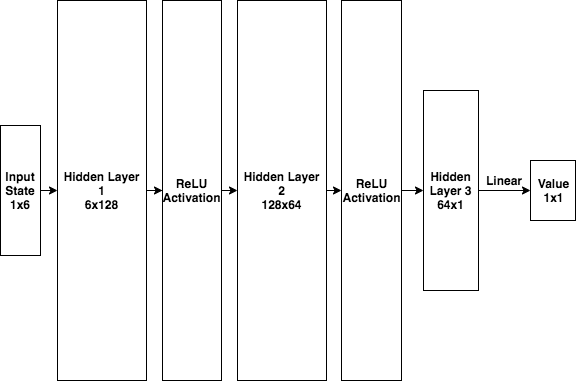 Input
State
1x6
Hidden Layer
1
6x128
ReLU
Activation
Hidden Layer
2
128x64
ReLU
Activation
Hidden
Layer 3
64x1
Linear
Value
1x1